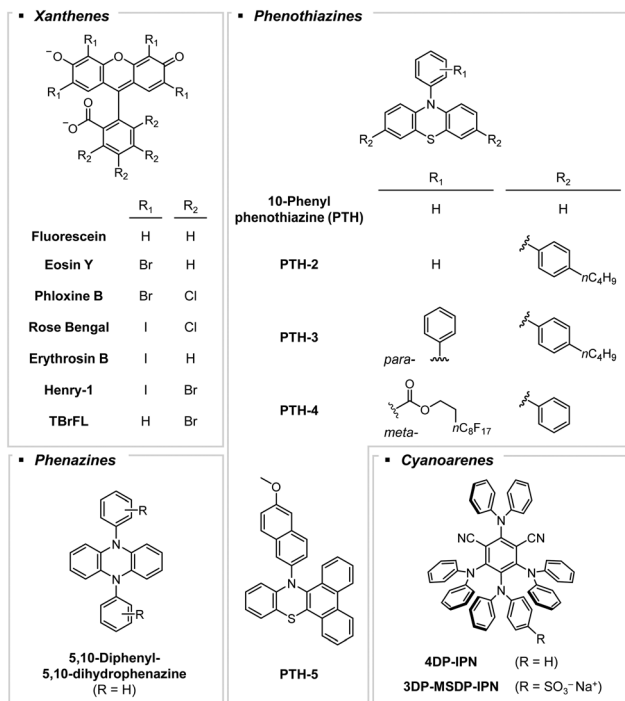 ▪ Xanthenes
−O
R1
O
R1
O
R1
R1
O
−O
R2
R2
R2
R2
R1 R2
Fluorescein H H
Eosin Y Br H
Phloxine B Br Cl
Rose Bengal I Cl
Erythrosin B I H
Henry-1 I Br
TBrFL H Br
▪ Phenothiazines
R1
N
S
R2
R2
R1 R2
10-Phenyl
phenothiazine (PTH) H H
PTH-2 H
nC4H9
PTH-3
para-
nC4H9
PTH-4
O
O
nC8F17
meta-
▪ Phenazines
R
N
N
R
5,10-Diphenyl-
5,10-dihydrophenazine
(R = H)
O
N
S
PTH-5
▪ Cyanoarenes
N
NC
CN
N
N
N
R
4DP-IPN (R = H)
3DP-MSDP-IPN (R = SO3−Na+)